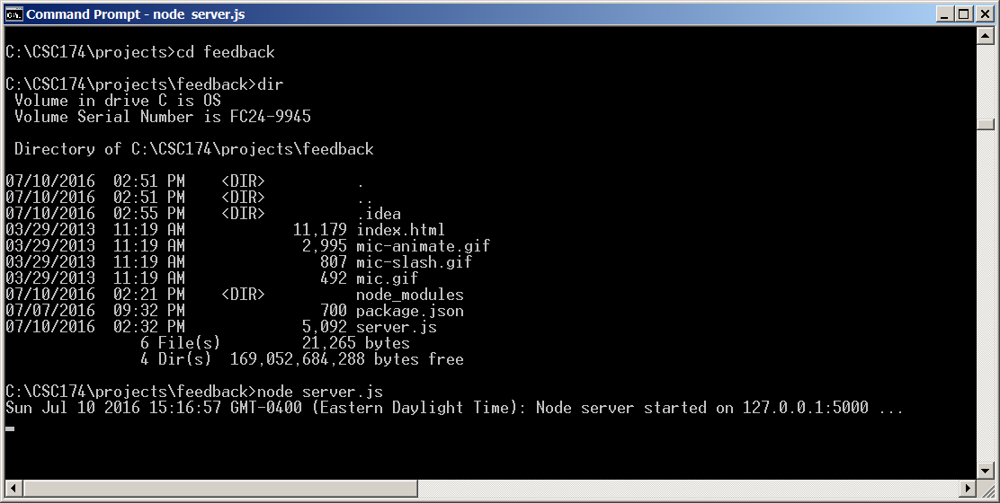 Command Prompt - node  server.js
C:\CSC174\projects>cd feedback
C:\CSC174\projects\feedback>dir
 Volume in drive C is OS
 Volume Serial Number is FC24-9945
 Directory of C:\CSC174\projects\feedback
07/10/2016  02:51 PM    <DIR>          .
07/10/2016  02:51 PM    <DIR>          ..
07/10/2016  02:55 PM    <DIR>          .idea
03/29/2013  11:19 AM            11,179 index.html
03/29/2013  11:19 AM             2,995 mic-animate.gif
03/29/2013  11:19 AM               807 mic-slash.gif
03/29/2013  11:19 AM               492 mic.gif
07/10/2016  02:21 PM    <DIR>          node_modules
07/07/2016  09:32 PM               700 package.json
07/10/2016  02:32 PM             5,092 server.js
               6 File(s)         21,265 bytes
               4 Dir(s)  169,052,684,288 bytes free
C:\CSC174\projects\feedback>node server.js
Sun Jul 10 2016 15:16:57 GMT-0400 (Eastern Daylight Time): Node server started on 127.0.0.1:5000 ...